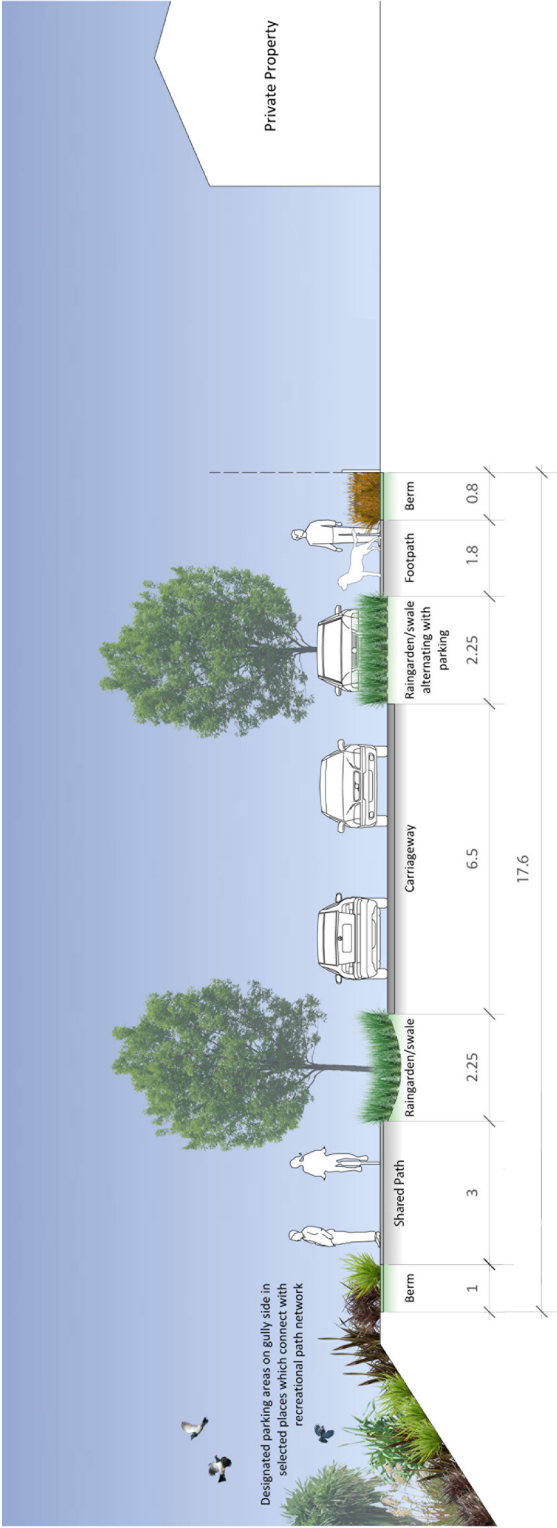 Designated parking areas on gully side in
selected places which connect with
recreational path network
Private Property
Berm
Shared Path
Raingarden/swale
Carriageway
Raingarden/swale
alternating with
parking
Footpath
Berm
1
3
2.25
6.5
2.25
1.8
0.8
17.6